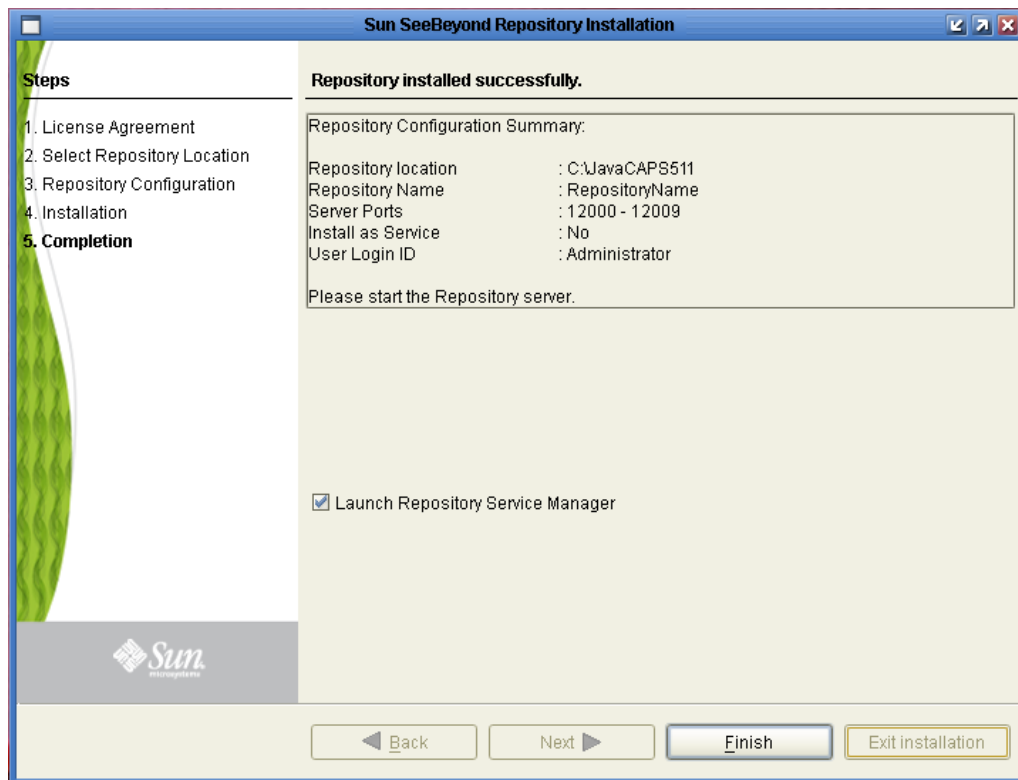 Sun SeeBeyond Repository Installation
Steps
1. License Agreement
2. Select Repository Location
3. Repository Configuration
4. Installation
5. Completion
Repository installed successfully.
Repository Configuration Summary:
Repository location : C:\JavaCAPS511
Repository Name : RepositoryName
Server Ports : 12000 - 12009
Install as Service : No
User Login ID : Administrator
Please start the Repository server.
Launch Repository Service Manager
Sun
microsystems
Back
Next
Finish
Exit installation